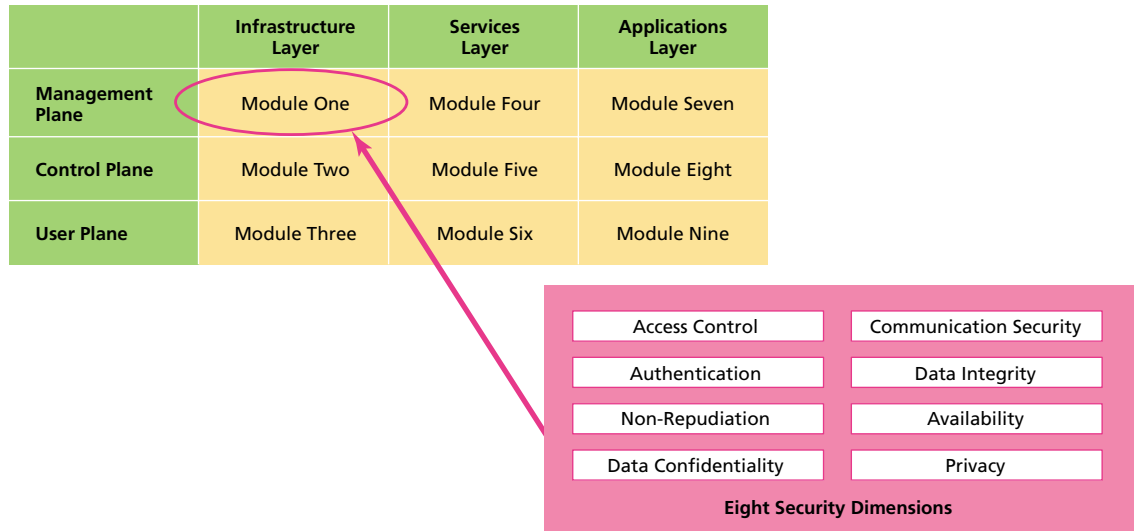 Infrastructure Layer
Services Layer
Applications Layer
Management Plane
Module One
Module Four
Module Seven
Control Plane
Module Two
Module Five
Module Eight
User Plane
Module Three
Module Six
Module Nine
Access Control
Communication Security
Authentication
Data Integrity
Non-Repudiation
Availability
Data Confidentiality
Privacy
Eight Security Dimensions